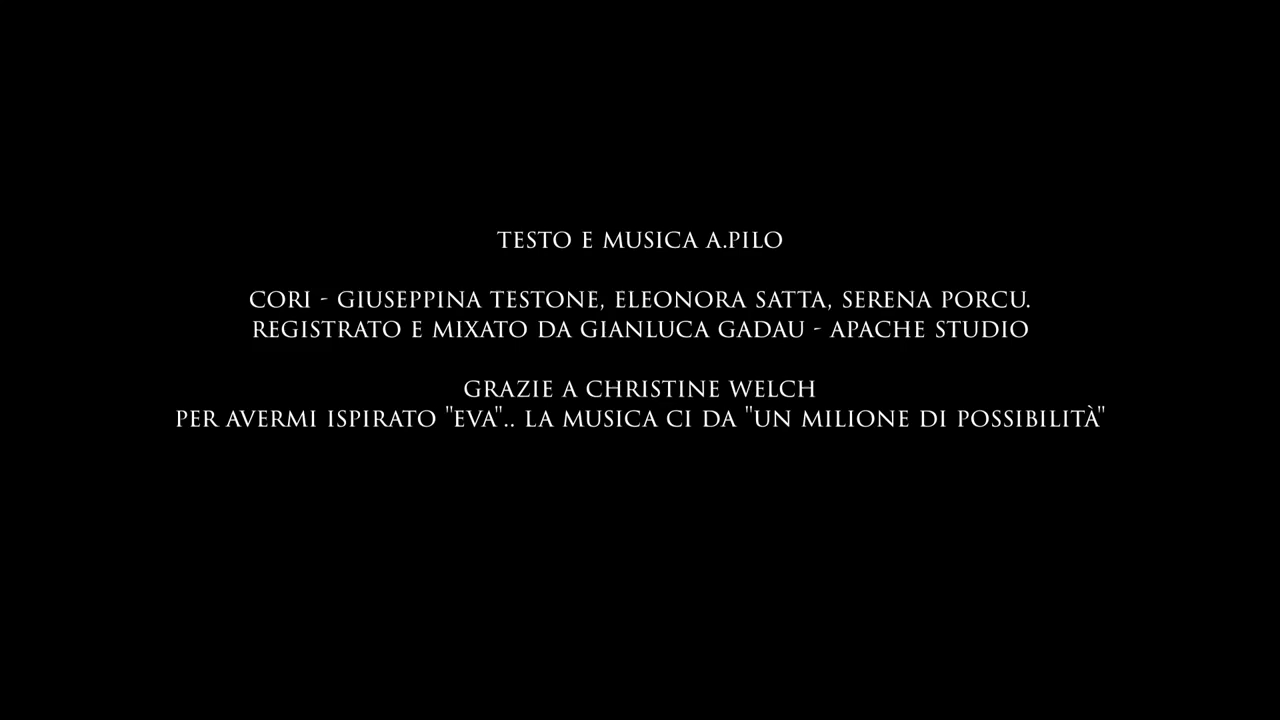 TESTO E MUSICA A.PILO
CORI - GIUSEPPINA TESTONE, ELEONORA SATTA, SERENA PORCU.
REGISTRATO E MIXATO DA GIANLUCA GADAU - APACHE STUDIO
GRAZIE A CHRISTINE WELCH
PER AVERMI ISPIRATO "EVA".. LA MUSICA CI DA "UN MILIONE DI POSSIBILITÀ"